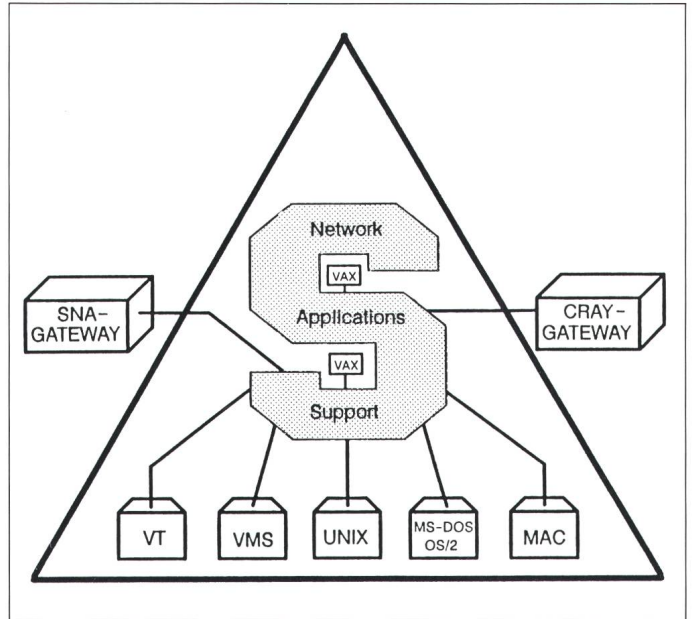 Network
VAX
SNA-
GATEWAY
Applications
CRAY-
GATEWAY
VAX
Support
VT
VMS
UNIX
MS-DOS
OS/2
MAC